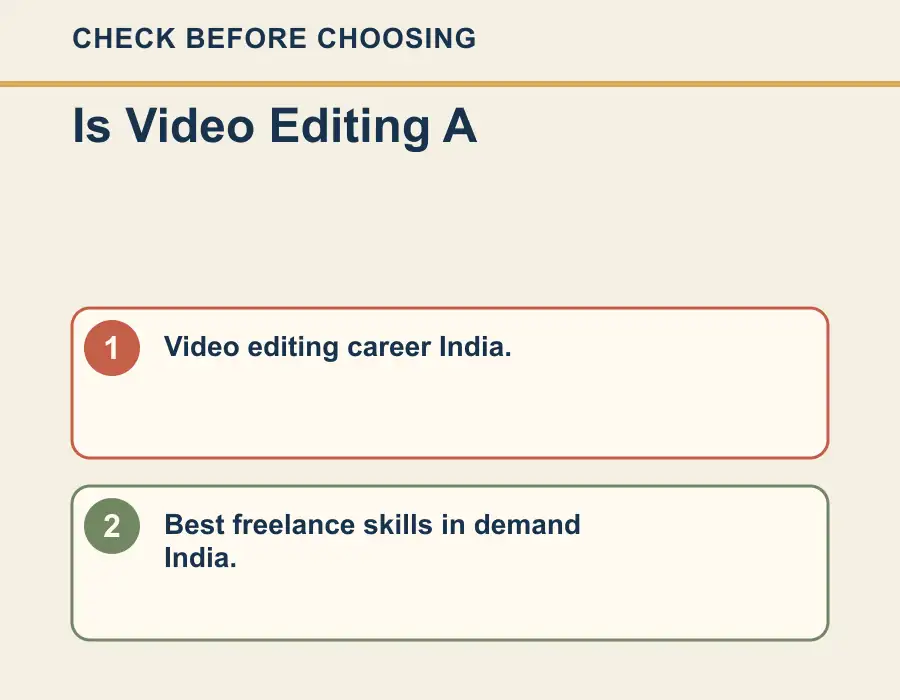 CHECK BEFORE CHOOSING
Is Video Editing A
1
Video editing career India.
2
Best freelance skills in demand
India.